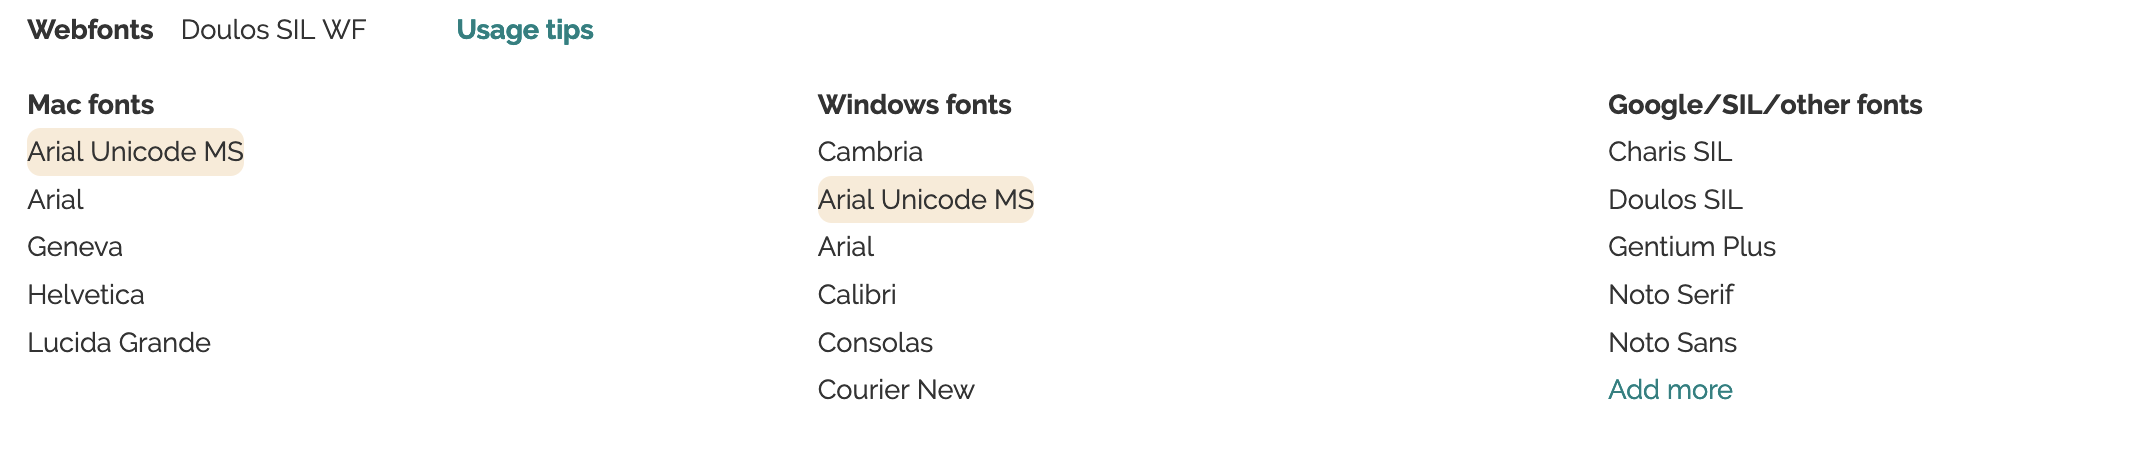 Webfonts Doulos SIL WF Usage tips
Mac fonts
Arial Unicode MS
Arial
Geneva
Helvetica
Lucida Grande
Windows fonts
Cambria
Arial Unicode MS
Arial
Calibri
Consolas
Courier New
Google/SIL/other fonts
Charis SIL
Doulos SIL
Gentium Plus
Noto Serif
Noto Sans
Add more